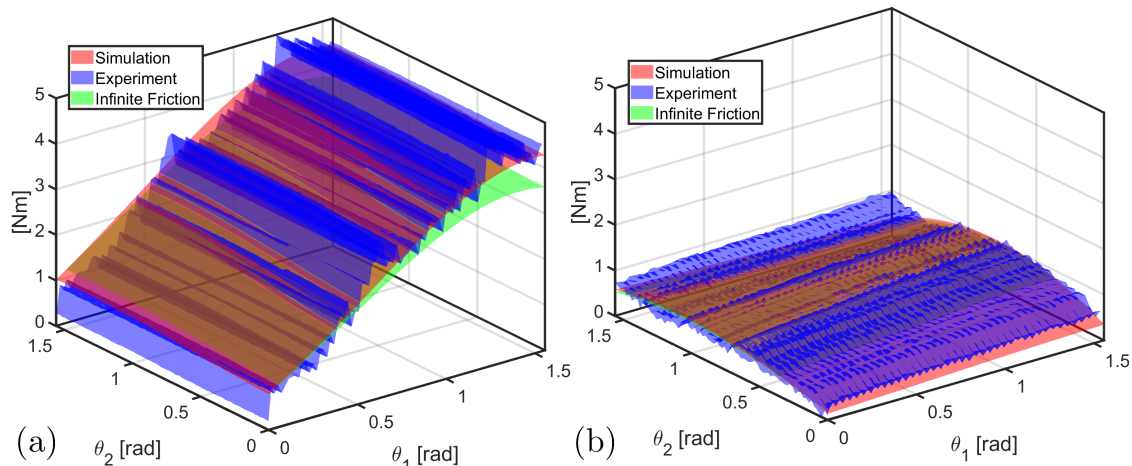 Simulation
Experiment
Infinite Friction
5
4
3
2
1
0
[Nm]
1.5
1
0.5
0
θ2 [rad]
0
0.5
1
1.5
θ1 [rad]
(a)
Simulation
Experiment
Infinite Friction
5
4
3
2
1
0
[Nm]
1.5
1
0.5
0
θ2 [rad]
0
0.5
1
1.5
θ1 [rad]
(b)